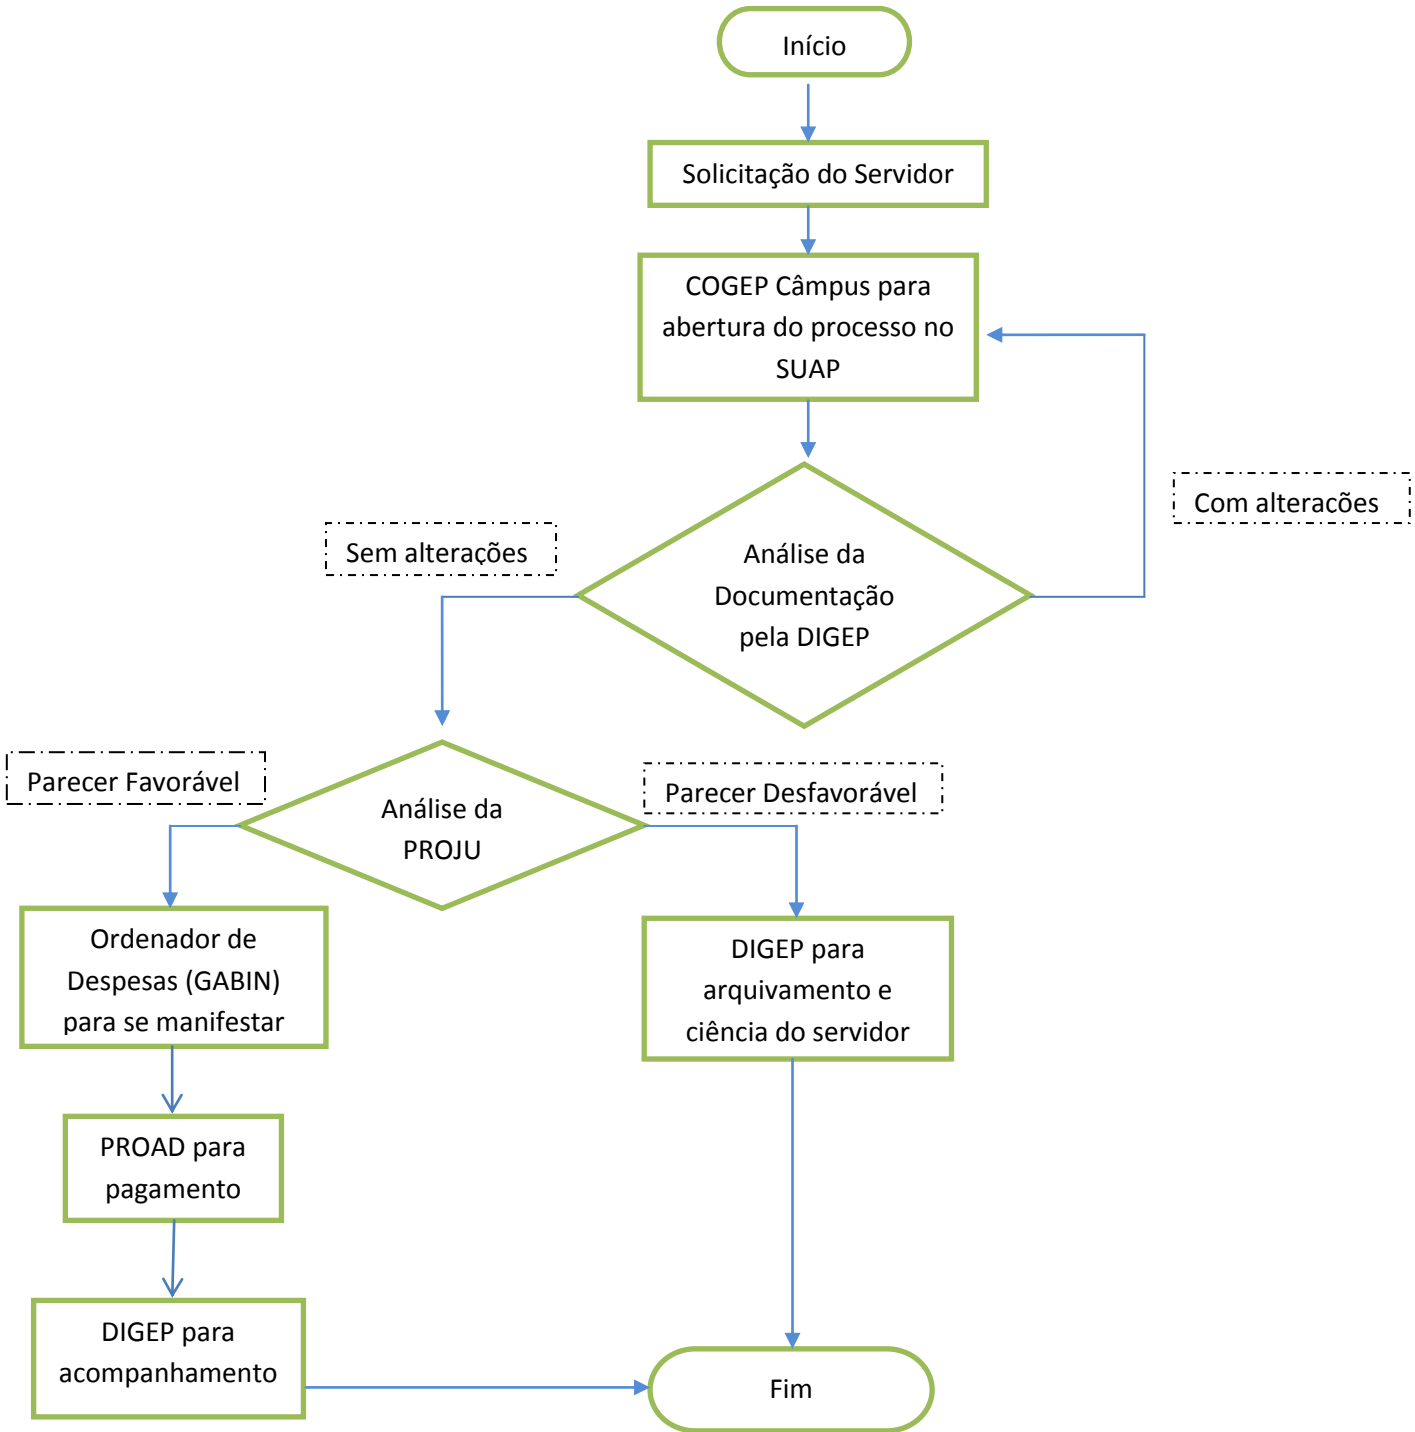 Início
Solicitação do Servidor
COGEP Câmpus para
abertura do processo no
SUAP
Com alterações
Sem alterações
Análise da
Documentação
pela DIGEP
Parecer Favorável
Parecer Desfavorável
Análise da
PROJU
Ordenador de
Despesas (GABIN)
para se manifestar
DIGEP para
arquivamento e
ciência do servidor
PROAD para
pagamento
DIGEP para
acompanhamento
Fim